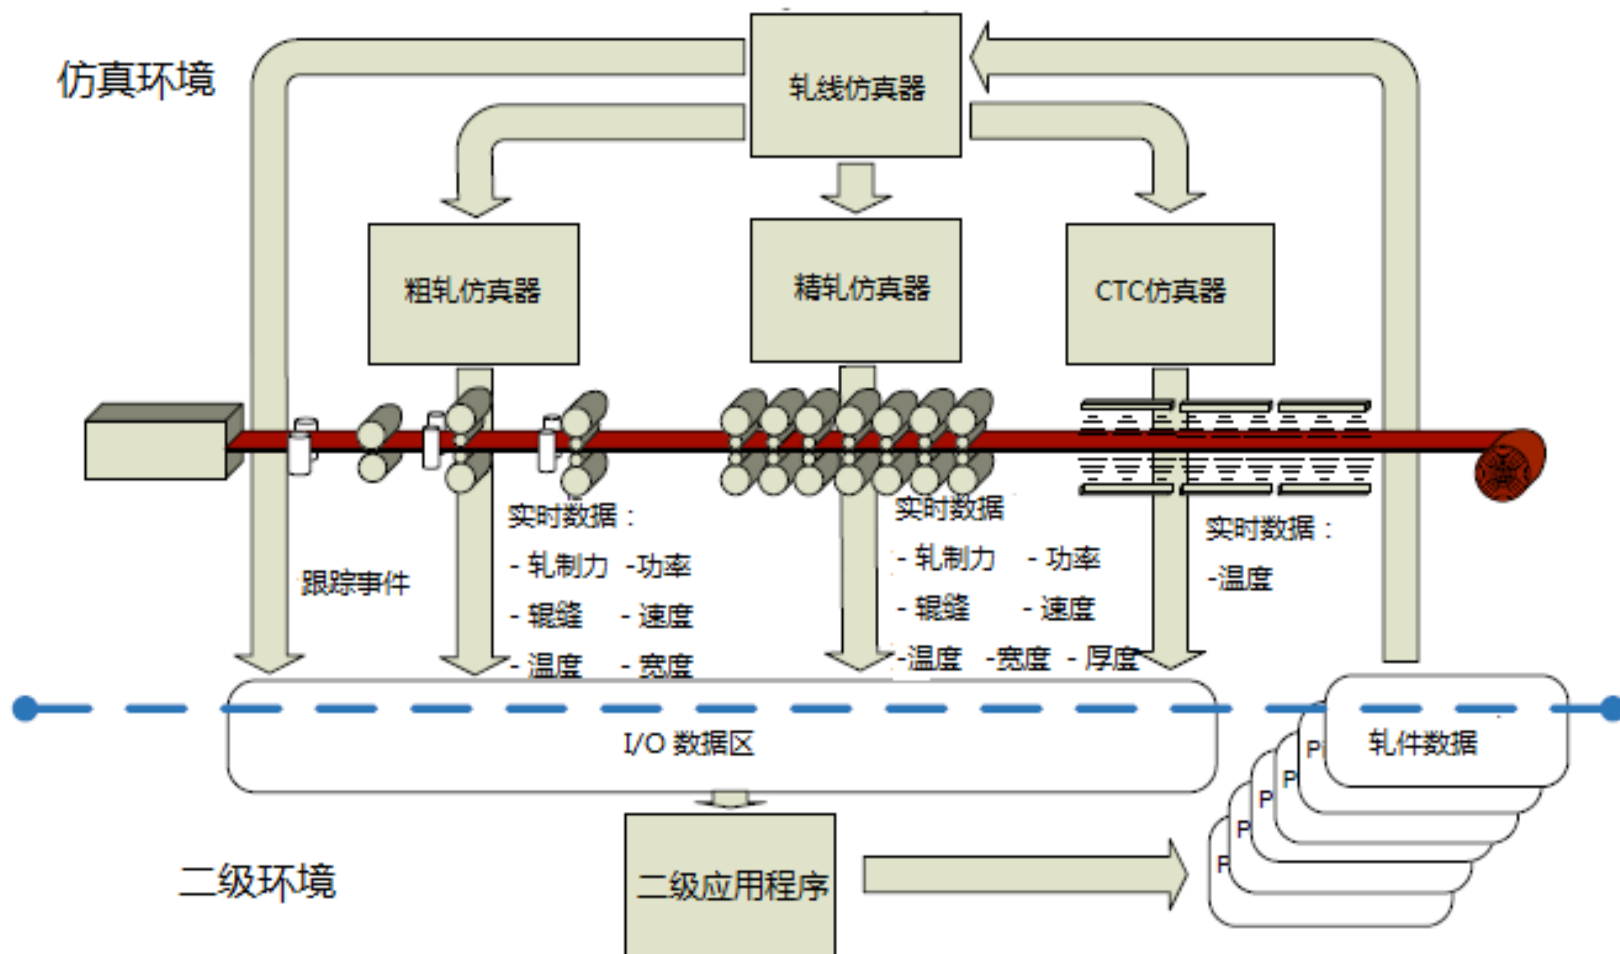 仿真环境
轧线仿真器
粗轧仿真器
精轧仿真器
CTC仿真器
跟踪事件
实时数据：
- 轧制力 -功率
- 辊缝 - 速度
- 温度 - 宽度
实时数据
- 轧制力 - 功率
- 辊缝 - 速度
-温度 -宽度 - 厚度
实时数据：
-温度
I/O 数据区
轧件数据
P
P
P
P
二级环境
二级应用程序